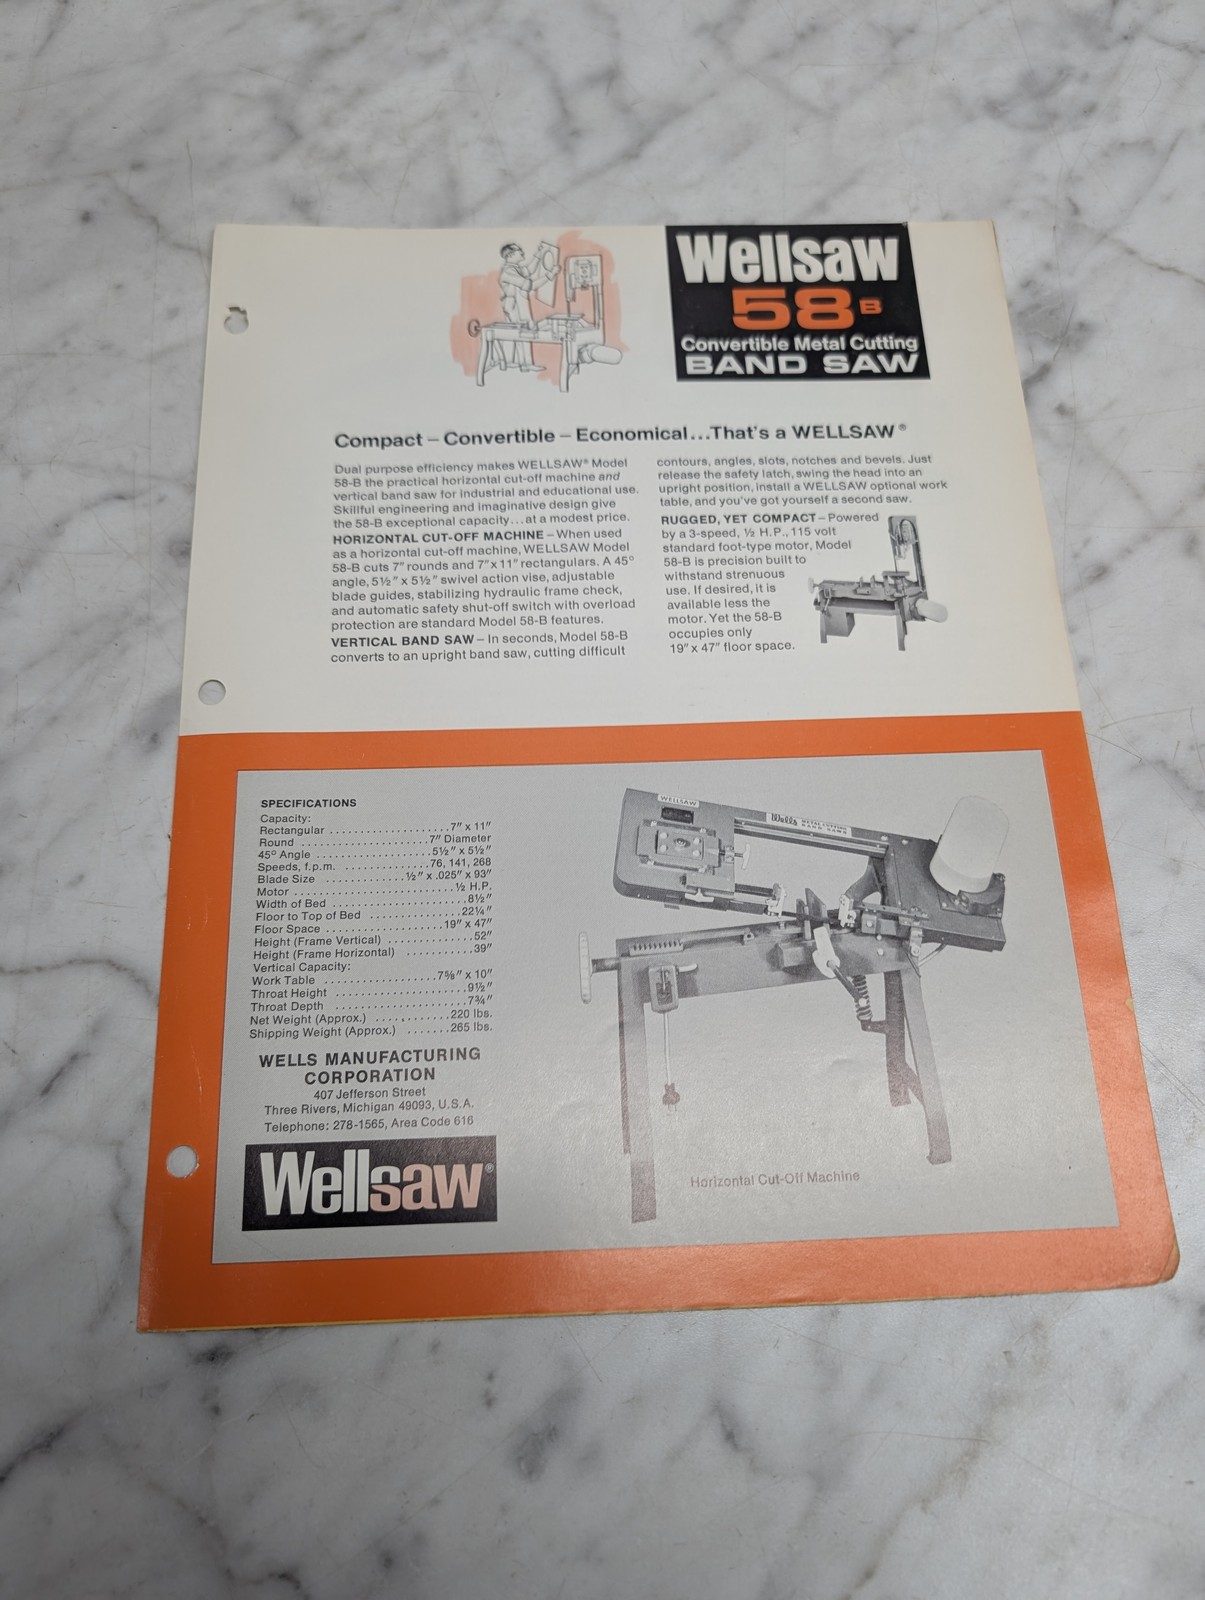 Wellsaw
58-B
Convertible Metal Cutting
BAND SAW
Compact – Convertible – Economical...That's a WELLSAW®
Dual purpose efficiency makes WELLSAW® Model
58-B the practical horizontal cut-off machine and
vertical band saw for industrial and educational use.
Skillful engineering and imaginative design give
the 58-B exceptional capacity...at a modest price.
HORIZONTAL CUT-OFF MACHINE – When used
as a horizontal cut-off machine, WELLSAW Model
58-B cuts 7" rounds and 7" x 11" rectangulars. A 45°
angle, 5½" x 5½" swivel action vise, adjustable
blade guides, stabilizing hydraulic frame check,
and automatic safety shut-off switch with overload
protection are standard Model 58-B features.
VERTICAL BAND SAW – In seconds, Model 58-B
converts to an upright band saw, cutting difficult
contours, angles, slots, notches and bevels. Just
release the safety latch, swing the head into an
upright position, install a WELLSAW optional work
table, and you've got yourself a second saw.
RUGGED, YET COMPACT – Powered
by a 3-speed, ½ H.P., 115 volt
standard foot-type motor, Model
58-B is precision built to
withstand strenuous
use. If desired, it is
available less the
motor. Yet the 58-B
occupies only
19" x 47" floor space.
SPECIFICATIONS
Capacity:
Rectangular ....................7" x 11"
Round .....................7" Diameter
45° Angle ...................5½" x 5½"
Speeds, f.p.m. ..............76, 141, 268
Blade Size .............½" x .025" x 93"
Motor ..........................½ H.P.
Width of Bed ...........................8½"
Floor to Top of Bed ...............22¼"
Floor Space ....................19" x 47"
Height (Frame Vertical) ..............52"
Height (Frame Horizontal) ...........39"
Vertical Capacity:
Work Table ...................7⅝" x 10"
Throat Height ......................9½"
Throat Depth ......................7¾"
Net Weight (Approx.) .............220 lbs.
Shipping Weight (Approx.) .......265 lbs.
WELLS MANUFACTURING
CORPORATION
407 Jefferson Street
Three Rivers, Michigan 49093, U.S.A.
Telephone: 278-1565, Area Code 616
Wellsaw®
WELLSAW
Wells METAL CUTTING
BAND SAWS
Horizontal Cut-Off Machine